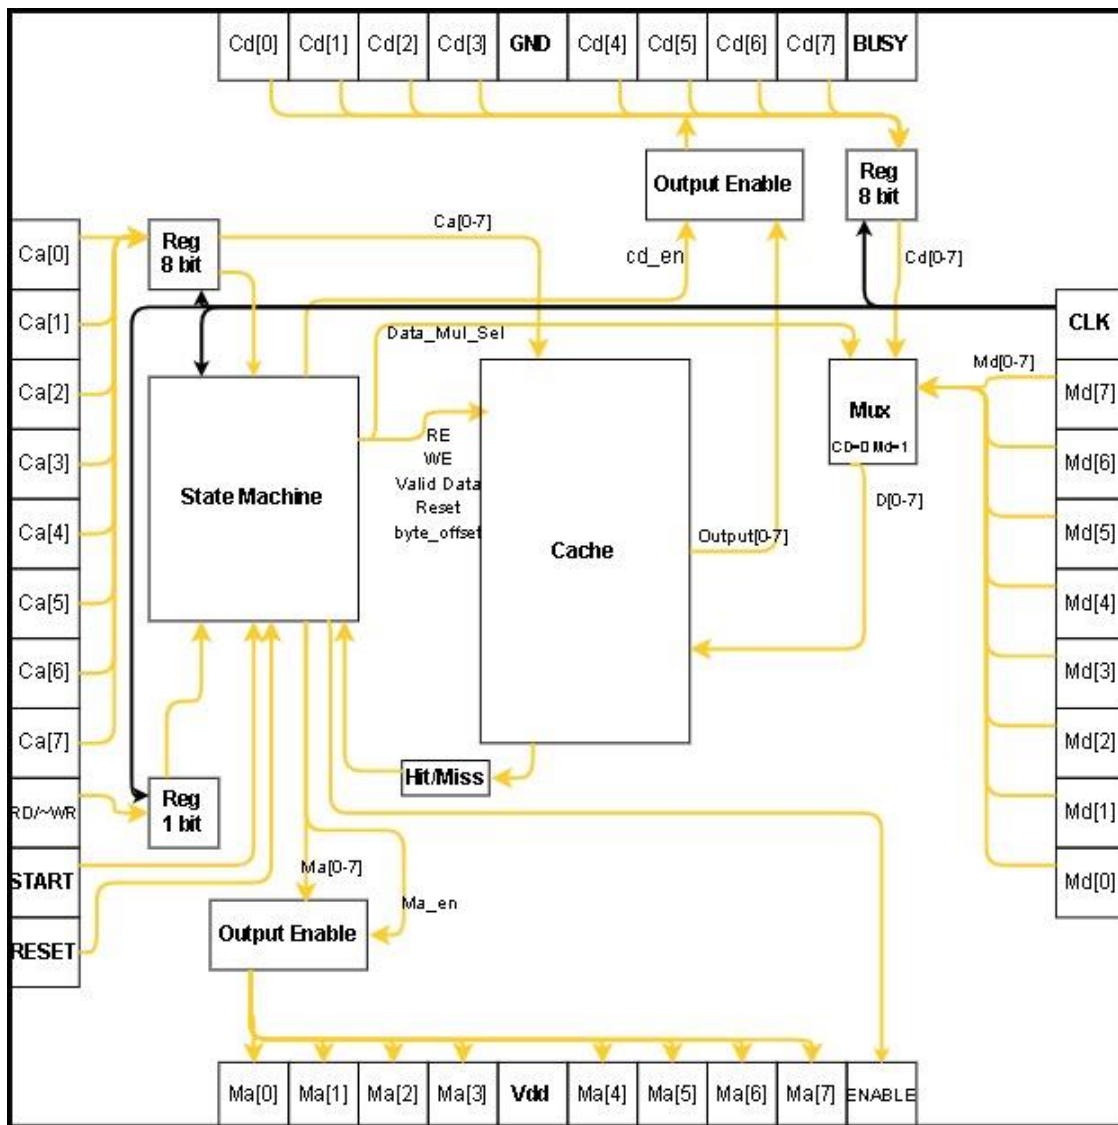 Cd[0] Cd[1] Cd[2] Cd[3] GND Cd[4] Cd[5] Cd[6] Cd[7] BUSY
Output Enable
Reg
8 bit
Reg
8 bit
Ca[0-7]
cd_en
Cd[0-7]
Ca[0]
Ca[1]
Ca[2]
Ca[3]
Ca[4]
Ca[5]
Ca[6]
Ca[7]
RD/~WR
START
RESET
CLK
Md[7]
Md[6]
Md[5]
Md[4]
Md[3]
Md[2]
Md[1]
Md[0]
Data_Mul_Sel
Md[0-7]
Mux
CD=0 Md=1
D[0-7]
State Machine
RE
WE
Valid Data
Reset
byte_offset
Cache
Output[0-7]
Hit/Miss
Reg
1 bit
Ma[0-7]
Ma_en
Output Enable
Ma[0] Ma[1] Ma[2] Ma[3] Vdd Ma[4] Ma[5] Ma[6] Ma[7] ENABLE